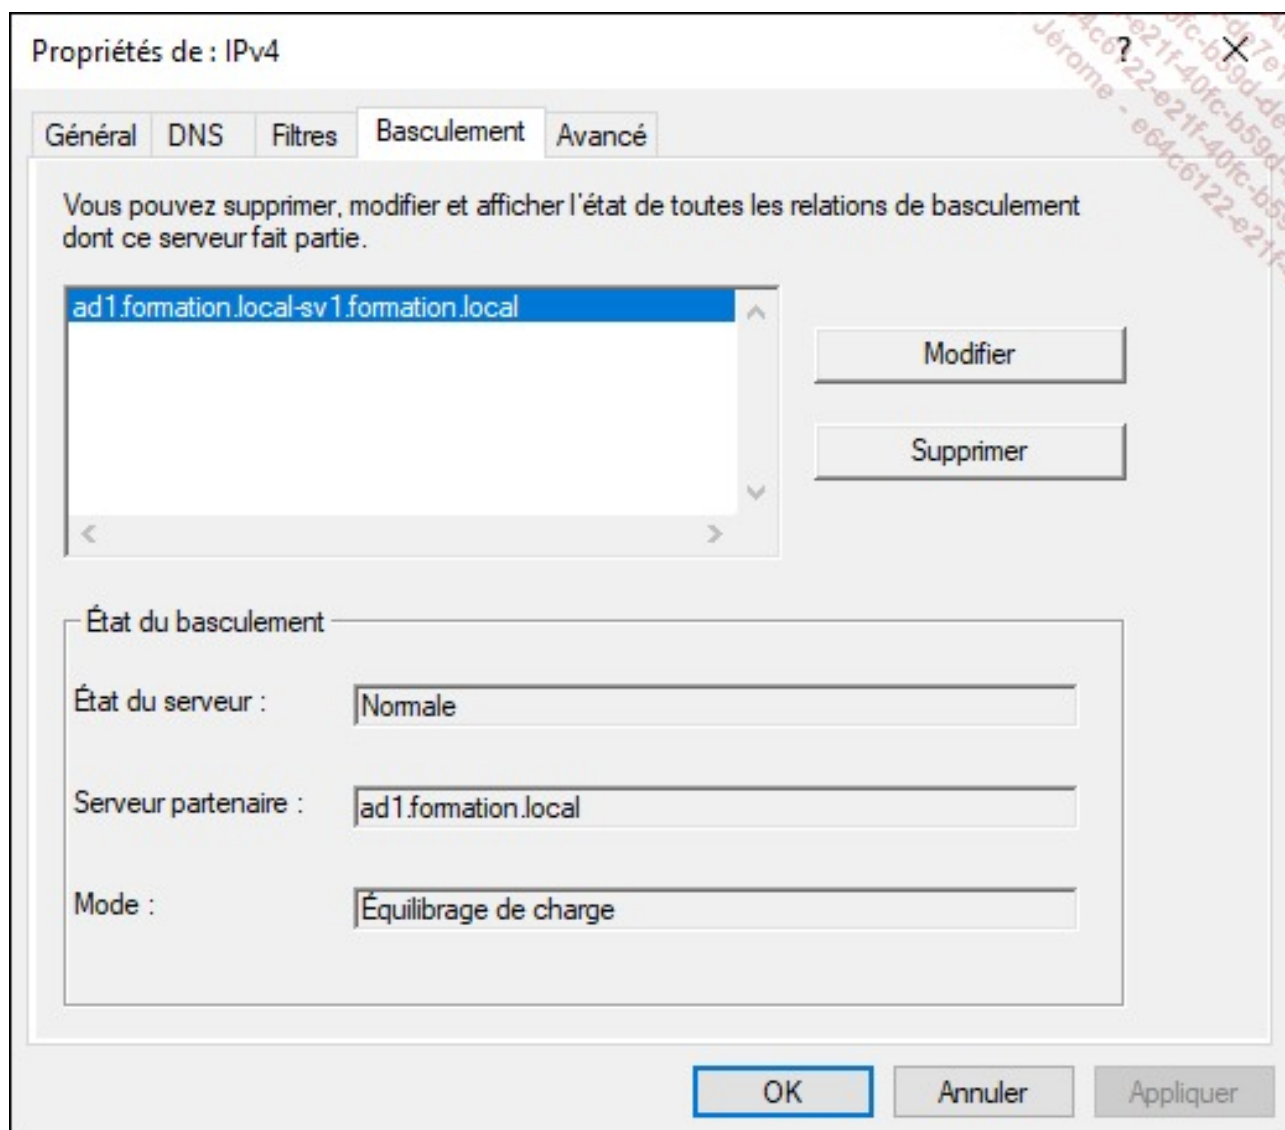 Propriétés de : IPv4
?
Général DNS Filtres Basculement Avancé
Vous pouvez supprimer, modifier et afficher l'état de toutes les relations de basculement
dont ce serveur fait partie.
ad1.formation.local-sv1.formation.local
Modifier
Supprimer
État du basculement
État du serveur : Normale
Serveur partenaire : ad1.formation.local
Mode : Équilibrage de charge
OK Annuler Appliquer